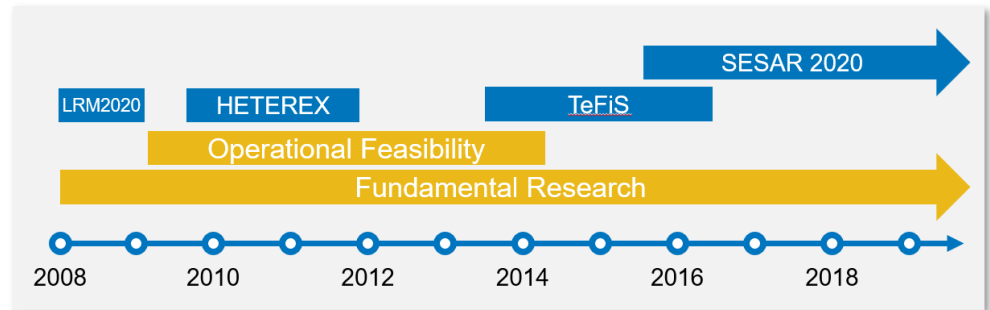 SESAR 2020
LRM2020 HETEREX TeFiS
Operational Feasibility
Fundamental Research
2008 2010 2012 2014 2016 2018